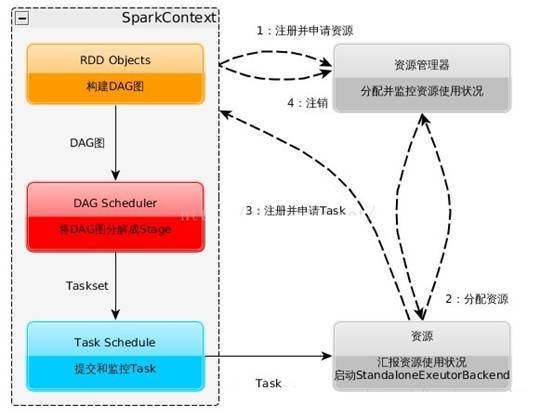 SparkContext
RDD Objects
构建DAG图
DAG图
DAG Scheduler
将DAG图分解成Stage
Taskset
Task Schedule
提交和监控Task
Task
1：注册并申请资源
4：注销
3：注册并申请Task
2：分配资源
资源管理器
分配并监控资源使用状况
资源
汇报资源使用状况
启动StandaloneExeutorBackend